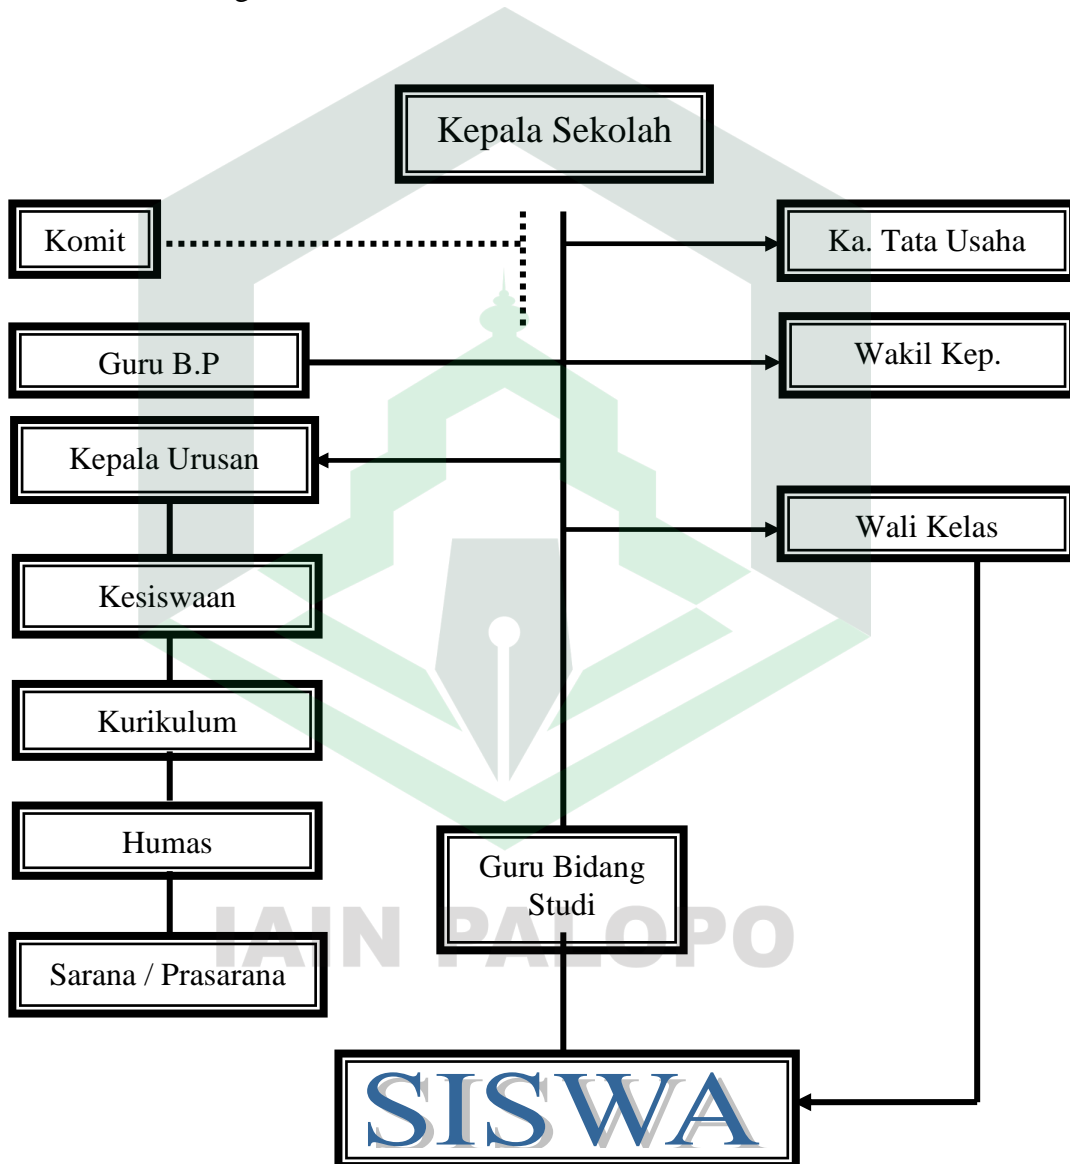 Kepala Sekolah
Komit
Ka. Tata Usaha
Guru B.P
Wakil Kep.
Kepala Urusan
Wali Kelas
Kesiswaan
Kurikulum
Humas
Guru Bidang
Studi
IAIN PALOPO
Sarana / Prasarana
SISWA